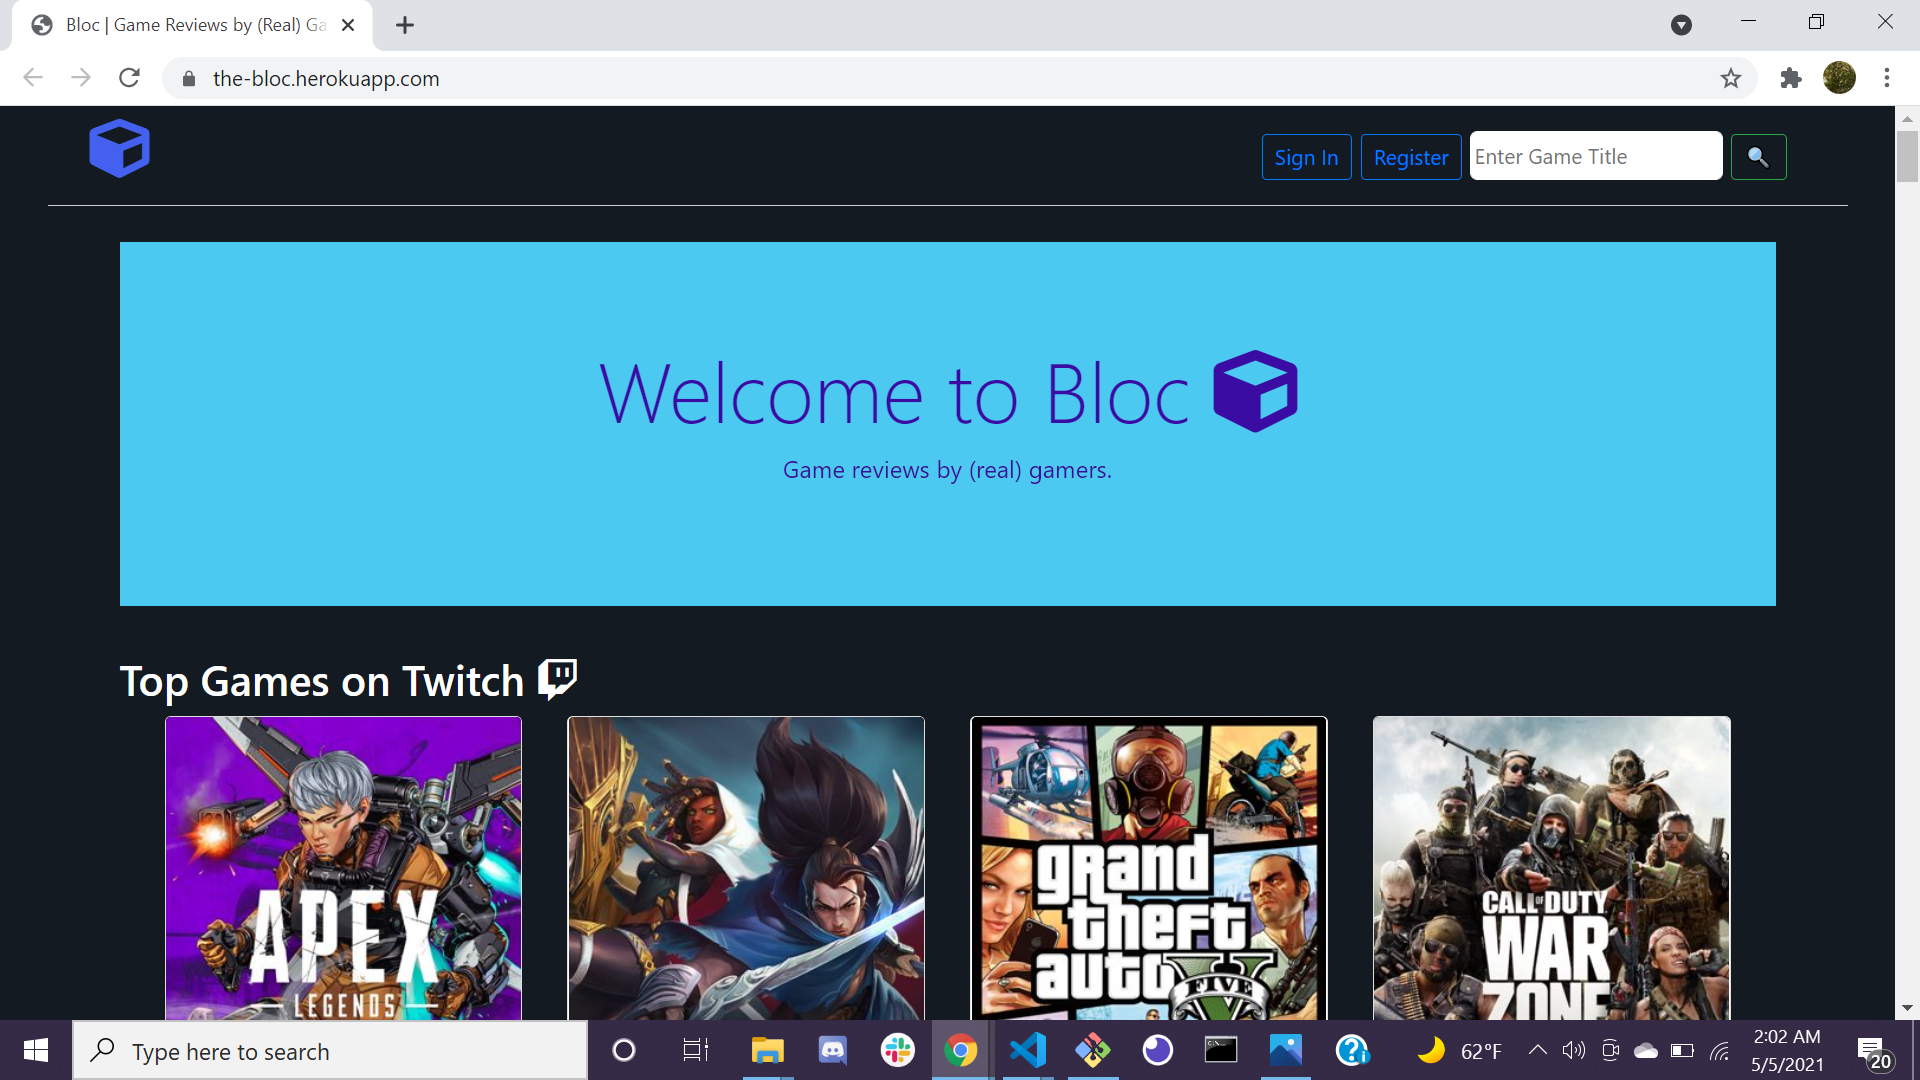 Bloc | Game Reviews by (Real) Ga
the-bloc.herokuapp.com
Sign In
Register
Enter Game Title
Welcome to Bloc
Game reviews by (real) gamers.
Top Games on Twitch
APEX
LEGENDS
grand
theft
auto
FIVE
CALL OF DUTY
WAR
ZONE
Type here to search
62°F
2:02 AM
5/5/2021
20